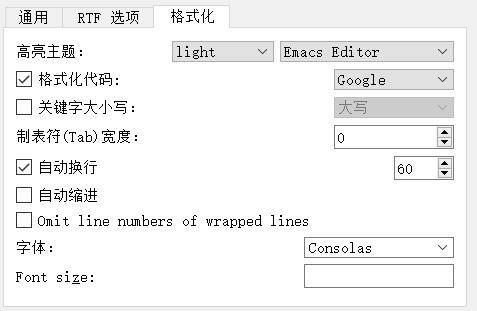 通用 RTF 选项 格式化
高亮主题: light Emacs Editor
格式化代码: Google
关键字大小写: 大写
制表符(Tab)宽度: 0
自动换行 60
自动缩进
Omit line numbers of wrapped lines
字体: Consolas
Font size: